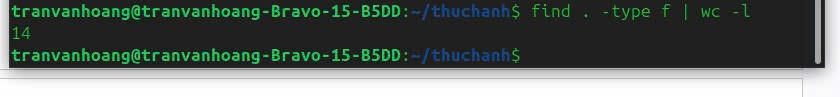 tranvanhoang@tranvanhoang-Bravo-15-B5DD:~/thuchanh$ find . -type f | wc -l
14
tranvanhoang@tranvanhoang-Bravo-15-B5DD:~/thuchanh$